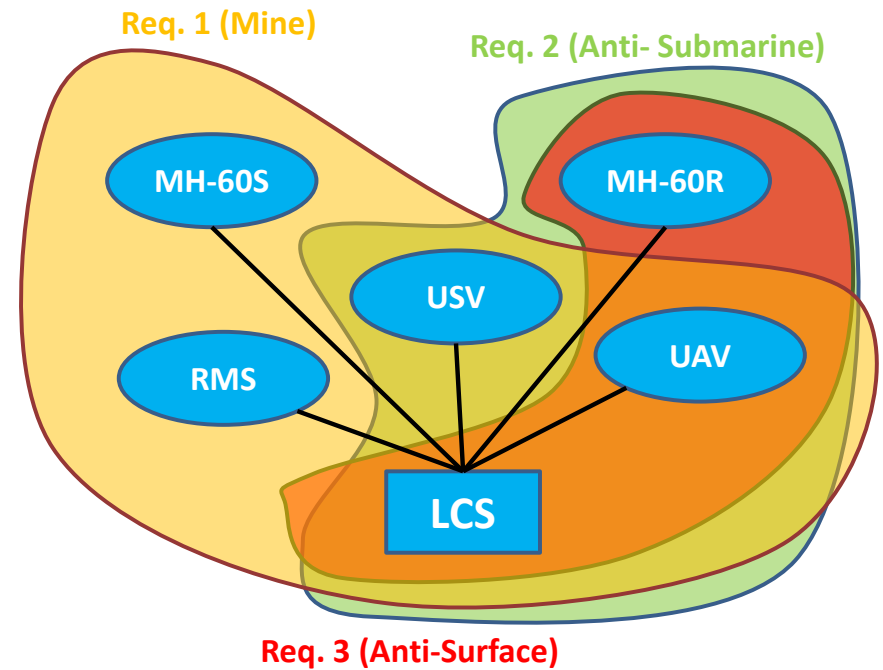 Req. 1 (Mine)
Req. 2 (Anti- Submarine)
MH-60S
MH-60R
USV
UAV
RMS
LCS
Req. 3 (Anti-Surface)